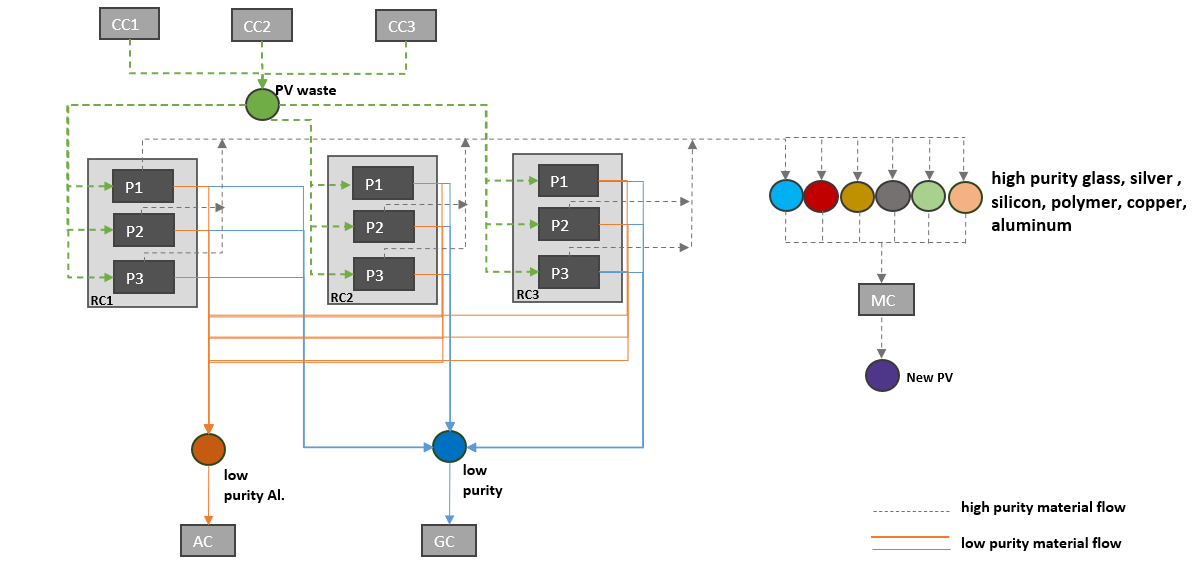 CC1
CC2
CC3
PV waste
P1
P2
P3
RC1
P1
P2
P3
RC2
P1
P2
P3
RC3
high purity glass, silver ,
silicon, polymer, copper,
aluminum
MC
New PV
low
purity Al.
low
purity
AC
GC
high purity material flow
low purity material flow